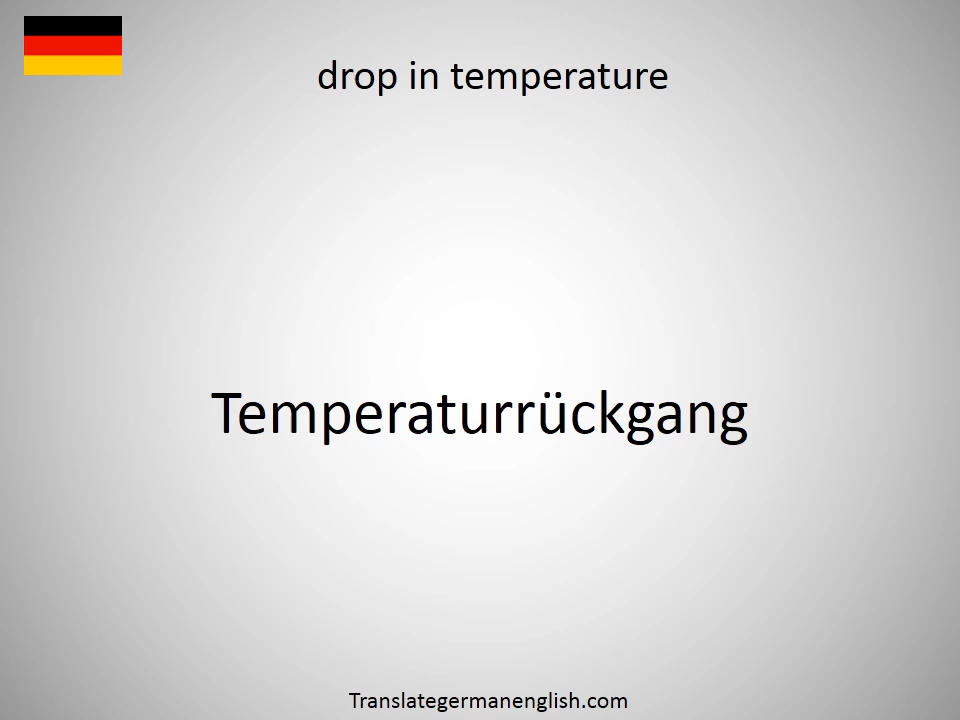 drop in temperature
Temperaturrückgang
Translategermanenglish.com